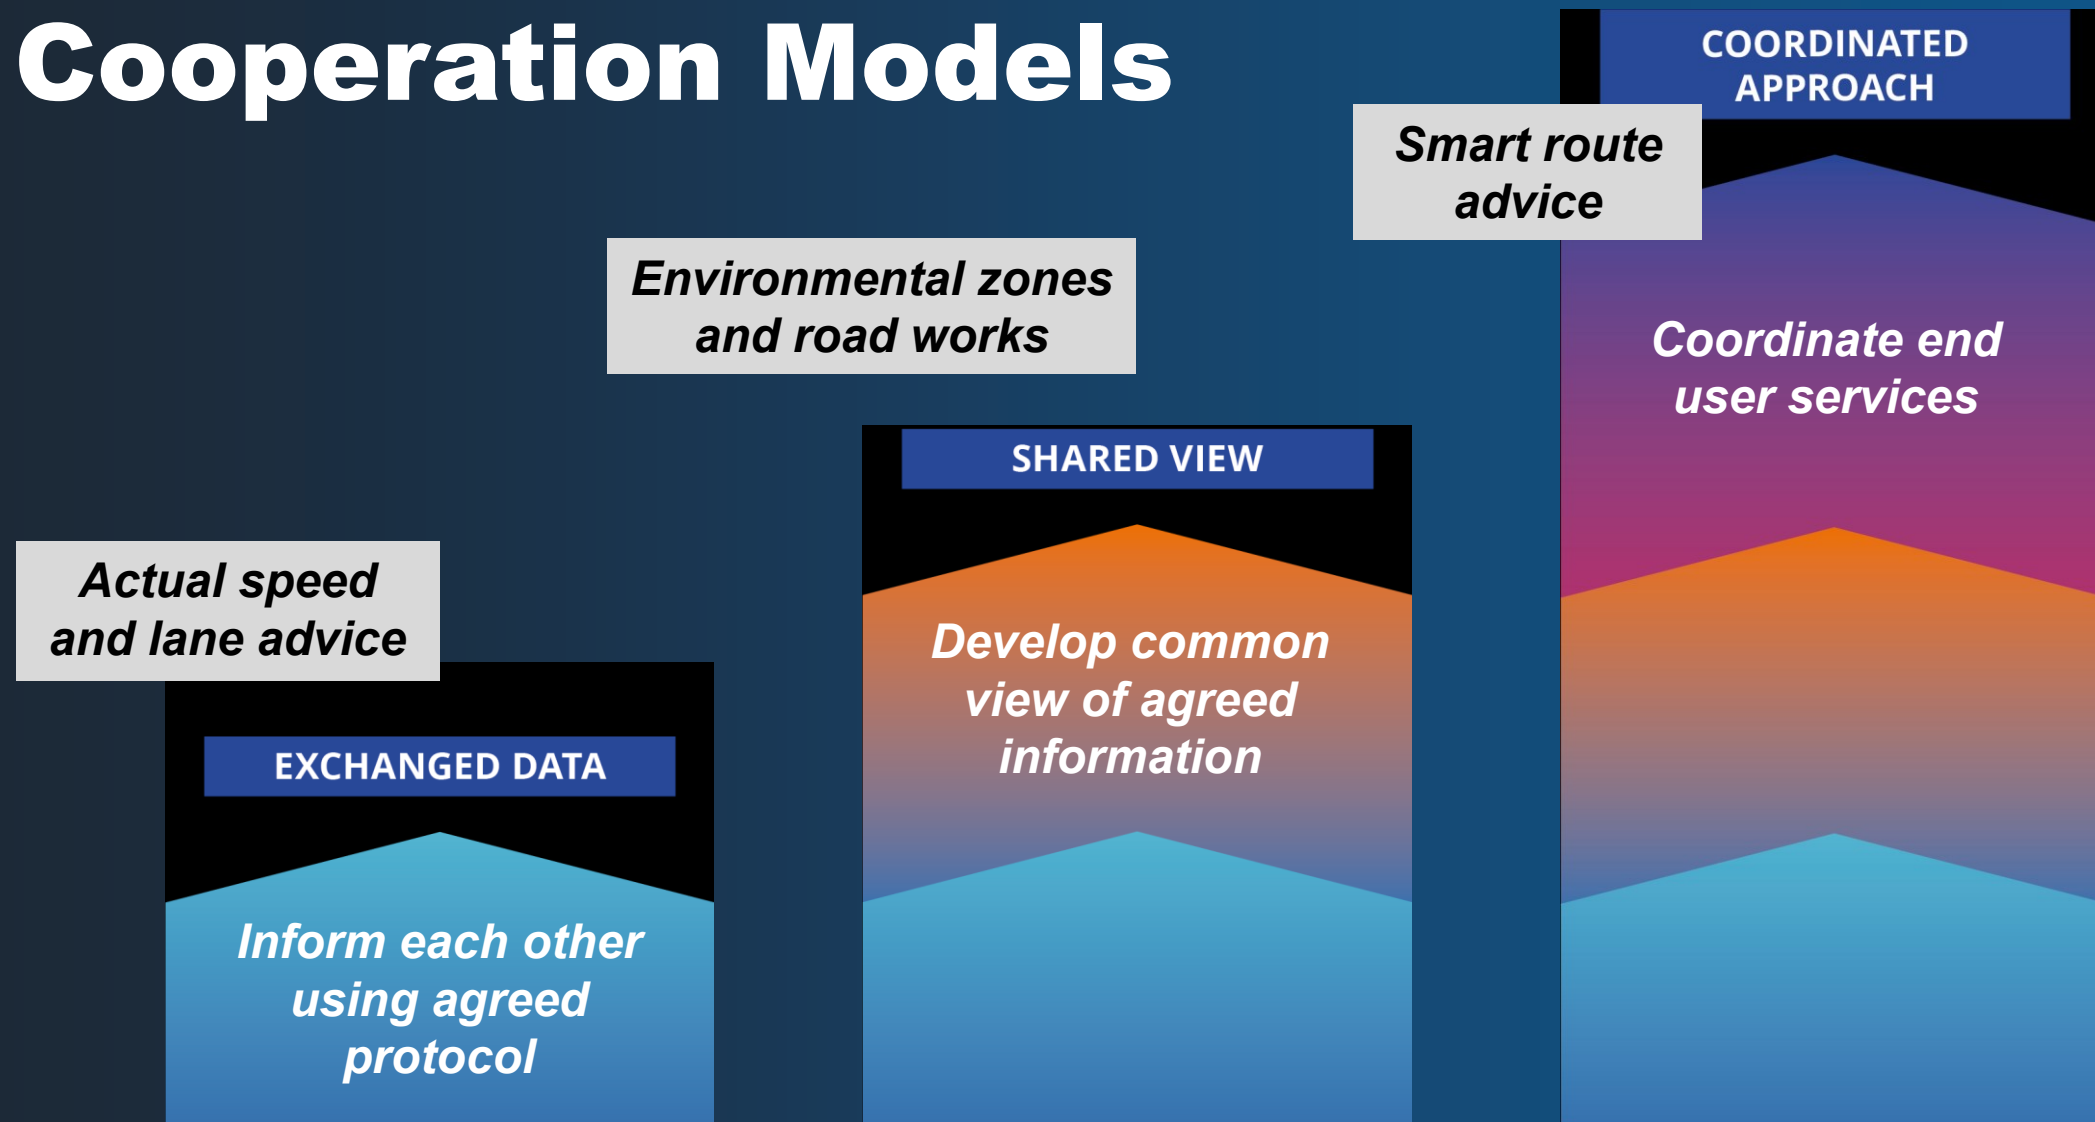 Cooperation Models
Actual speed
and lane advice
EXCHANGED DATA
Inform each other
using agreed
protocol
Environmental zones
and road works
SHARED VIEW
Develop common
view of agreed
information
COORDINATED
APPROACH
Smart route
advice
Coordinate end
user services